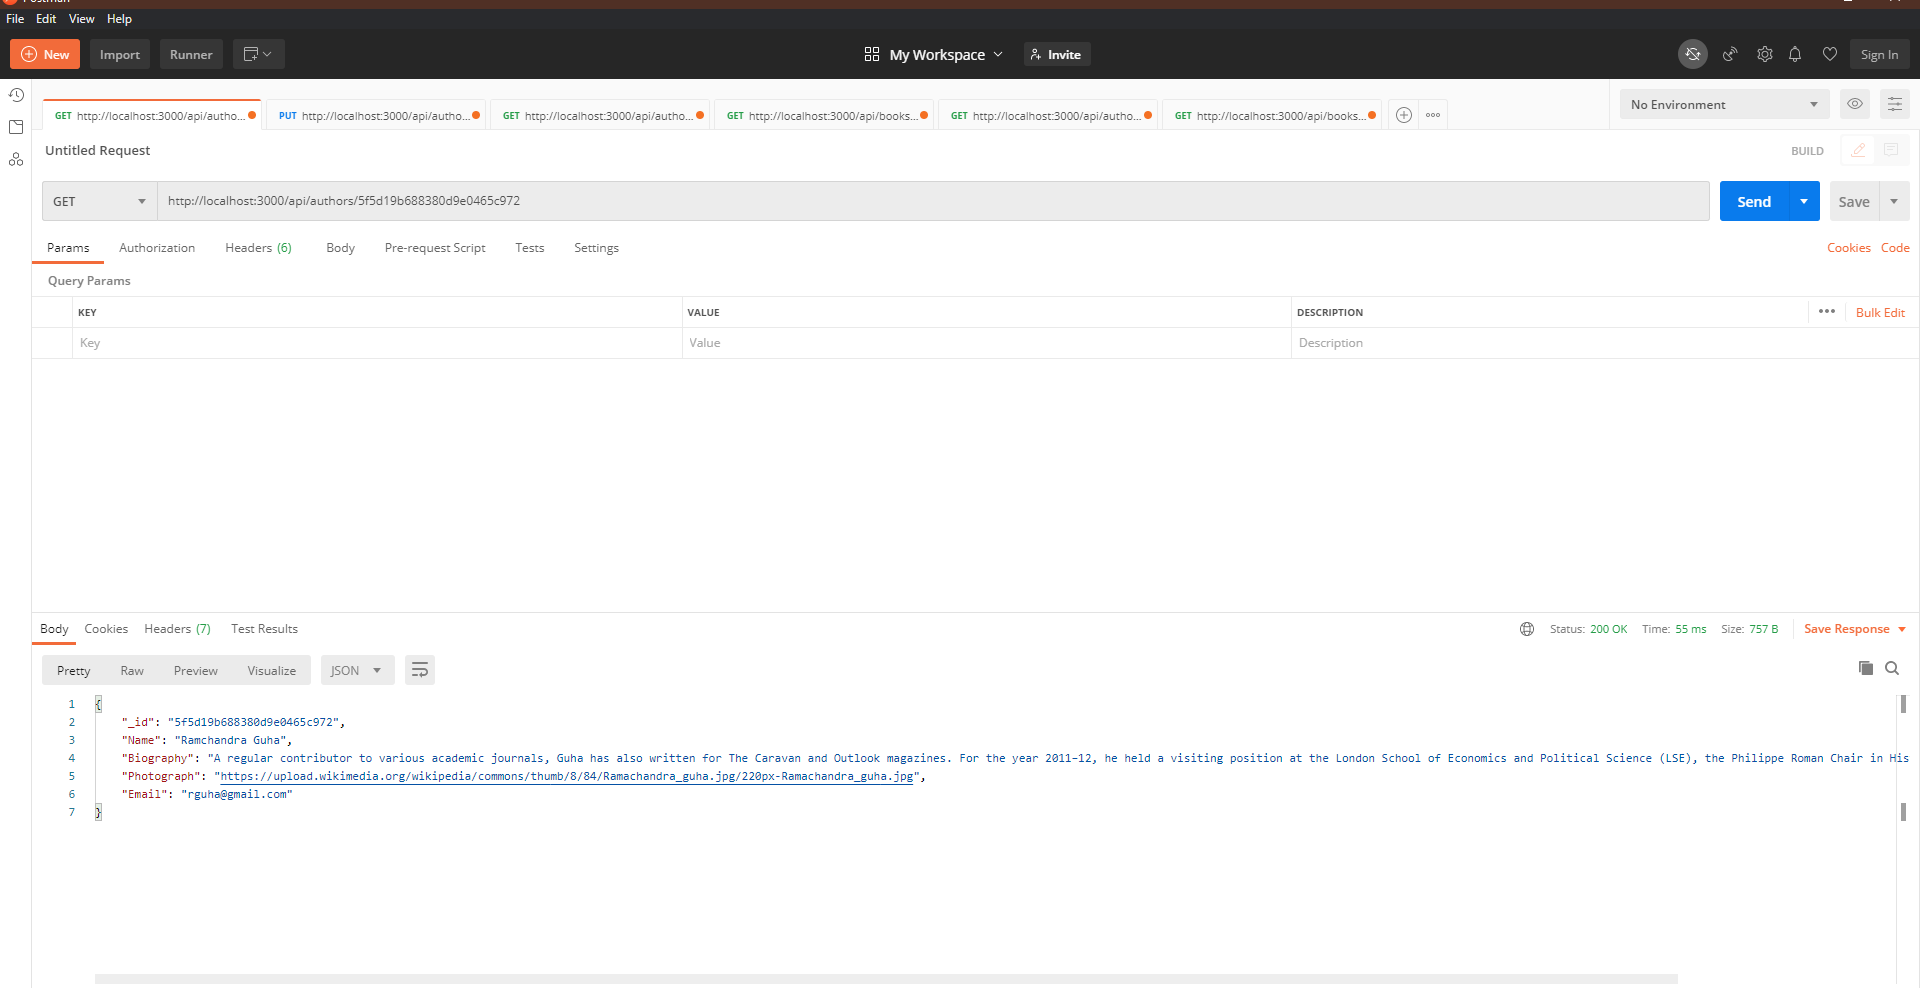 Postman
File Edit View Help
New Import Runner My Workspace Invite Sign In
GET http://localhost:3000/api/autho... PUT http://localhost:3000/api/autho... GET http://localhost:3000/api/autho... GET http://localhost:3000/api/books... GET http://localhost:3000/api/autho... GET http://localhost:3000/api/books... No Environment
Untitled Request BUILD
GET http://localhost:3000/api/authors/5f5d19b688380d9e0465c972 Send Save
Params Authorization Headers (6) Body Pre-request Script Tests Settings Cookies Code
Query Params
KEY VALUE DESCRIPTION Bulk Edit
Key Value Description
Body Cookies Headers (7) Test Results Status: 200 OK Time: 55 ms Size: 757 B Save Response
Pretty Raw Preview Visualize JSON
1 {
2 "_id": "5f5d19b688380d9e0465c972",
3 "Name": "Ramchandra Guha",
4 "Biography": "A regular contributor to various academic journals, Guha has also written for The Caravan and Outlook magazines. For the year 2011–12, he held a visiting position at the London School of Economics and Political Science (LSE), the Philippe Roman Chair in His
5 "Photograph": "https://upload.wikimedia.org/wikipedia/commons/thumb/8/84/Ramachandra_guha.jpg/220px-Ramachandra_guha.jpg",
6 "Email": "rguha@gmail.com"
7 }